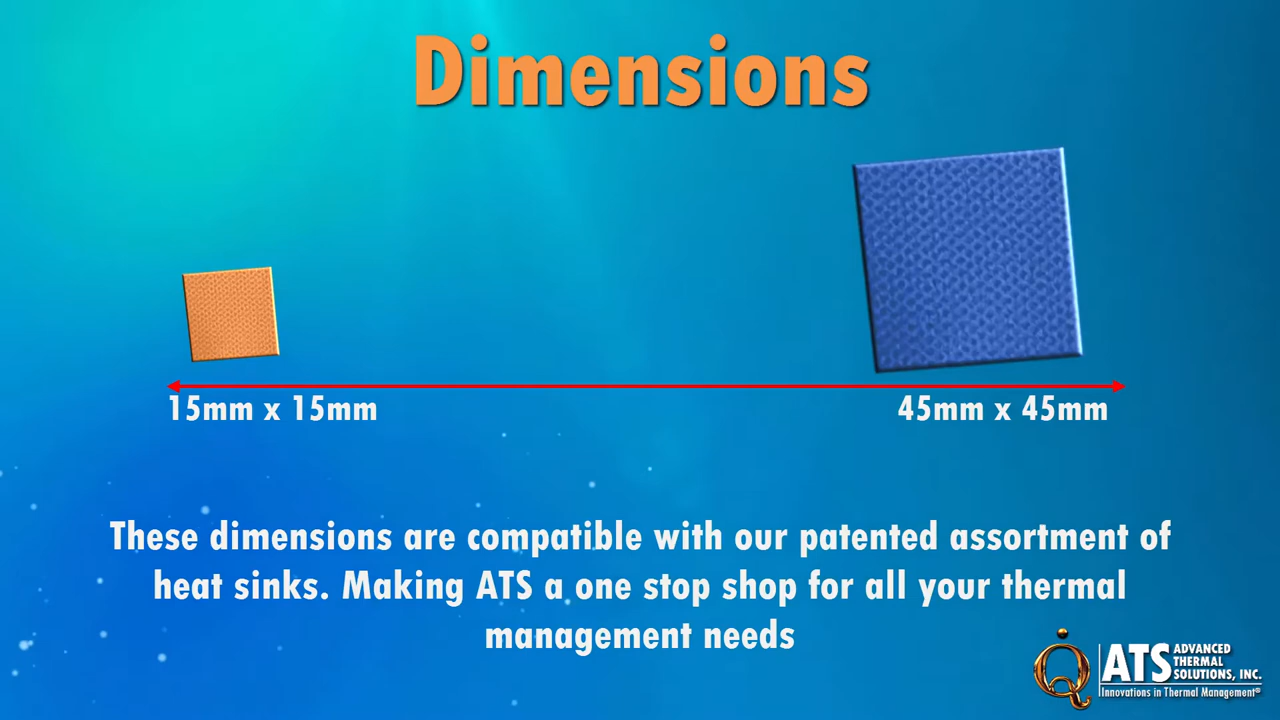 Dimensions
15mm x 15mm
45mm x 45mm
These dimensions are compatible with our patented assortment of
heat sinks. Making ATS a one stop shop for all your thermal
management needs
Q
ATS
ADVANCED
THERMAL
SOLUTIONS, INC.
Innovations in Thermal Management®